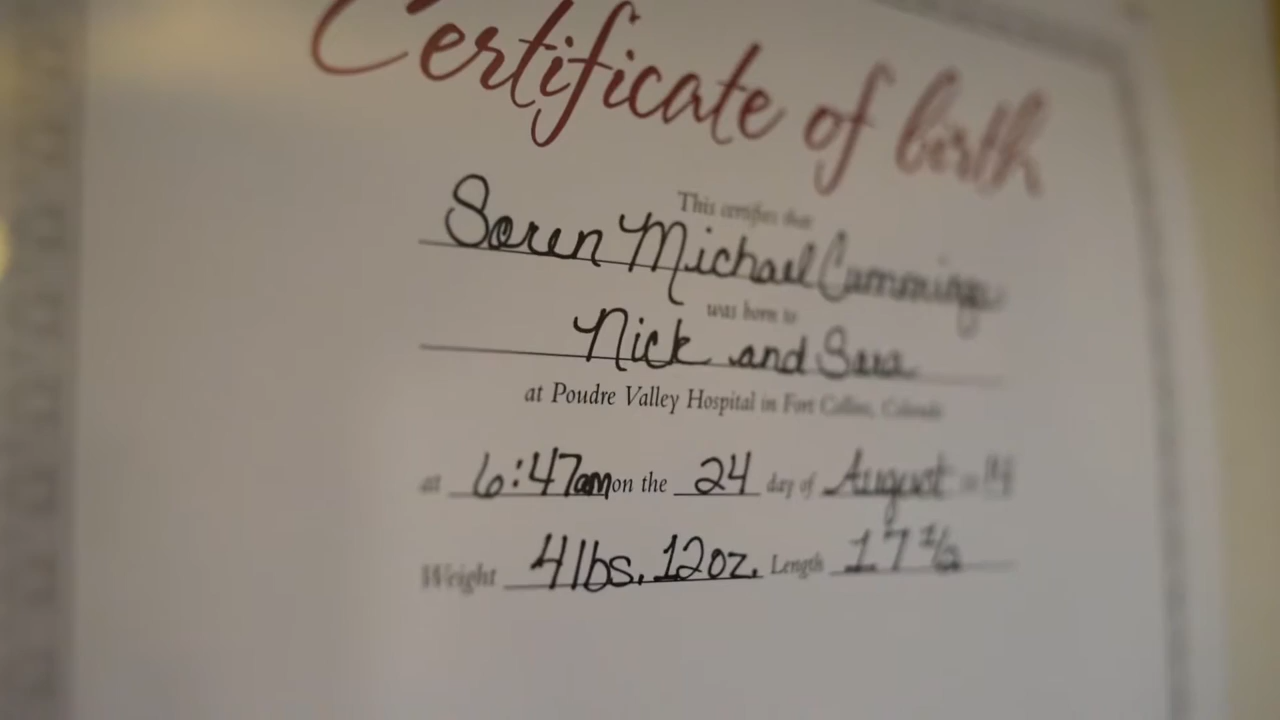 Certificate of birth
This certifies that
Soren Michael Cummings
was born to
Nick and Sara
at Poudre Valley Hospital in Fort Collins, Colorado
at 6:47am on the 24 day of August
Weight 4lbs. 12oz. Length 17 1/2